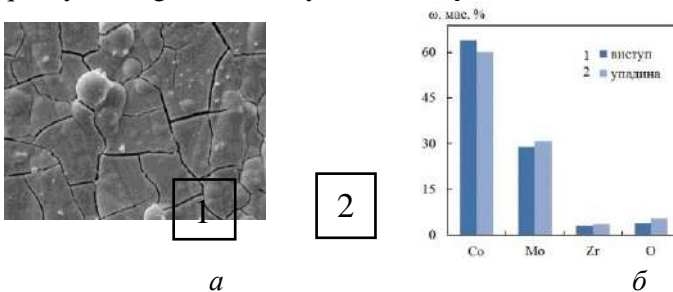 ω, мас. %
60
45
30
15
0
1 ■ виступ
2 ■ упадина
Co Mo Zr O
1
2
а
б